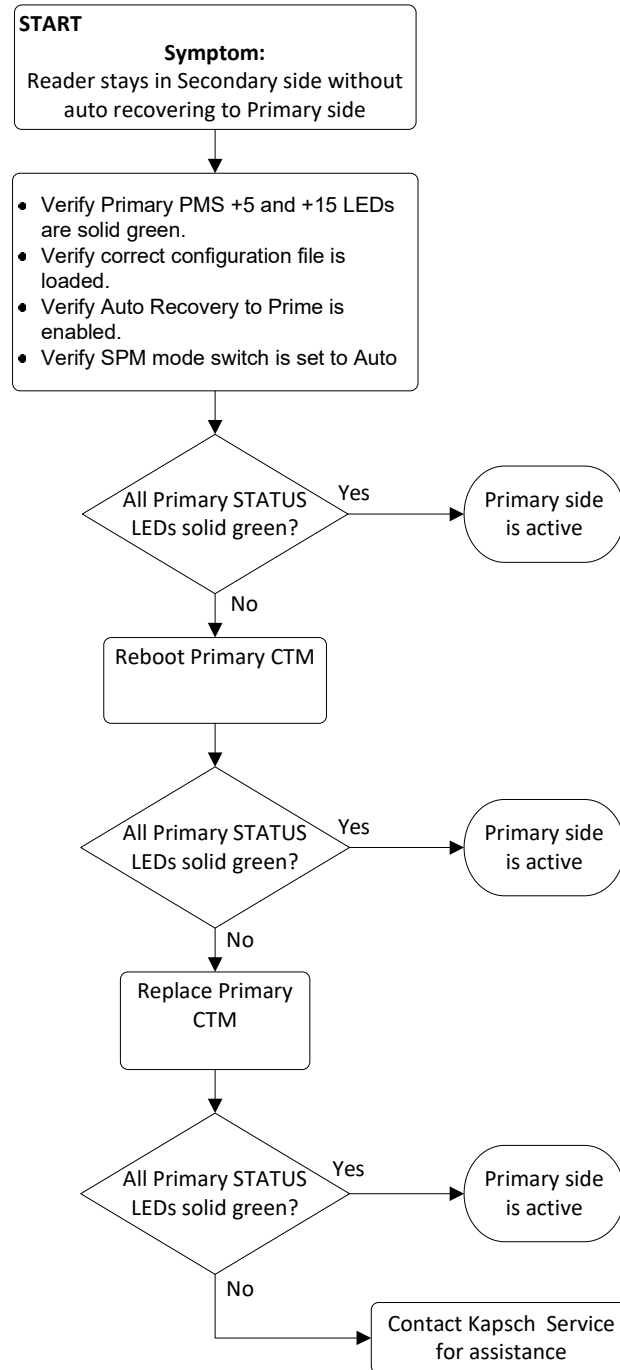 START
Symptom:
Reader stays in Secondary side without
auto recovering to Primary side
• Verify Primary PMS +5 and +15 LEDs
are solid green.
• Verify correct configuration file is
loaded.
• Verify Auto Recovery to Prime is
enabled.
• Verify SPM mode switch is set to Auto
All Primary STATUS
LEDs solid green?
Yes
Primary side
is active
No
Reboot Primary CTM
All Primary STATUS
LEDs solid green?
Yes
Primary side
is active
No
Replace Primary
CTM
All Primary STATUS
LEDs solid green?
Yes
Primary side
is active
No
Contact Kapsch  Service
for assistance